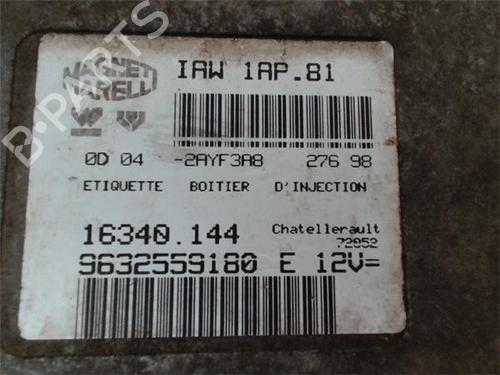 MAGNETI
MARELLI
IAW 1AP.81
0D 04 -2AYF3A8 276 98
ETIQUETTE BOITIER D'INJECTION
16340.144 Chatellerault
72052
9632559180 E 12V=
B-PARTS